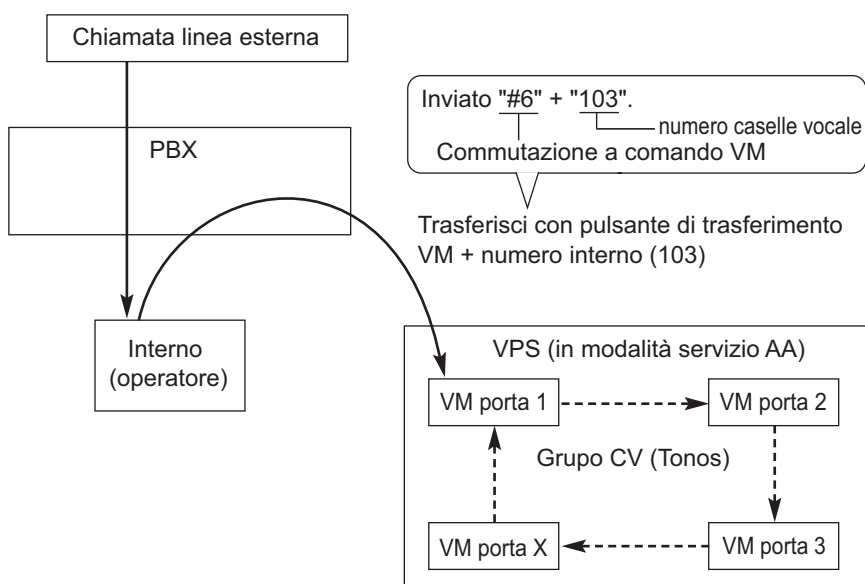 Chiamata linea esterna
PBX
Inviato "#6" + "103".
numero caselle vocale
Commutazione a comando VM
Trasferisci con pulsante di trasferimento
VM + numero interno (103)
Interno
(operatore)
VPS (in modalità servizio AA)
VM porta 1
VM porta 2
Grupo CV (Tonos)
VM porta X
VM porta 3